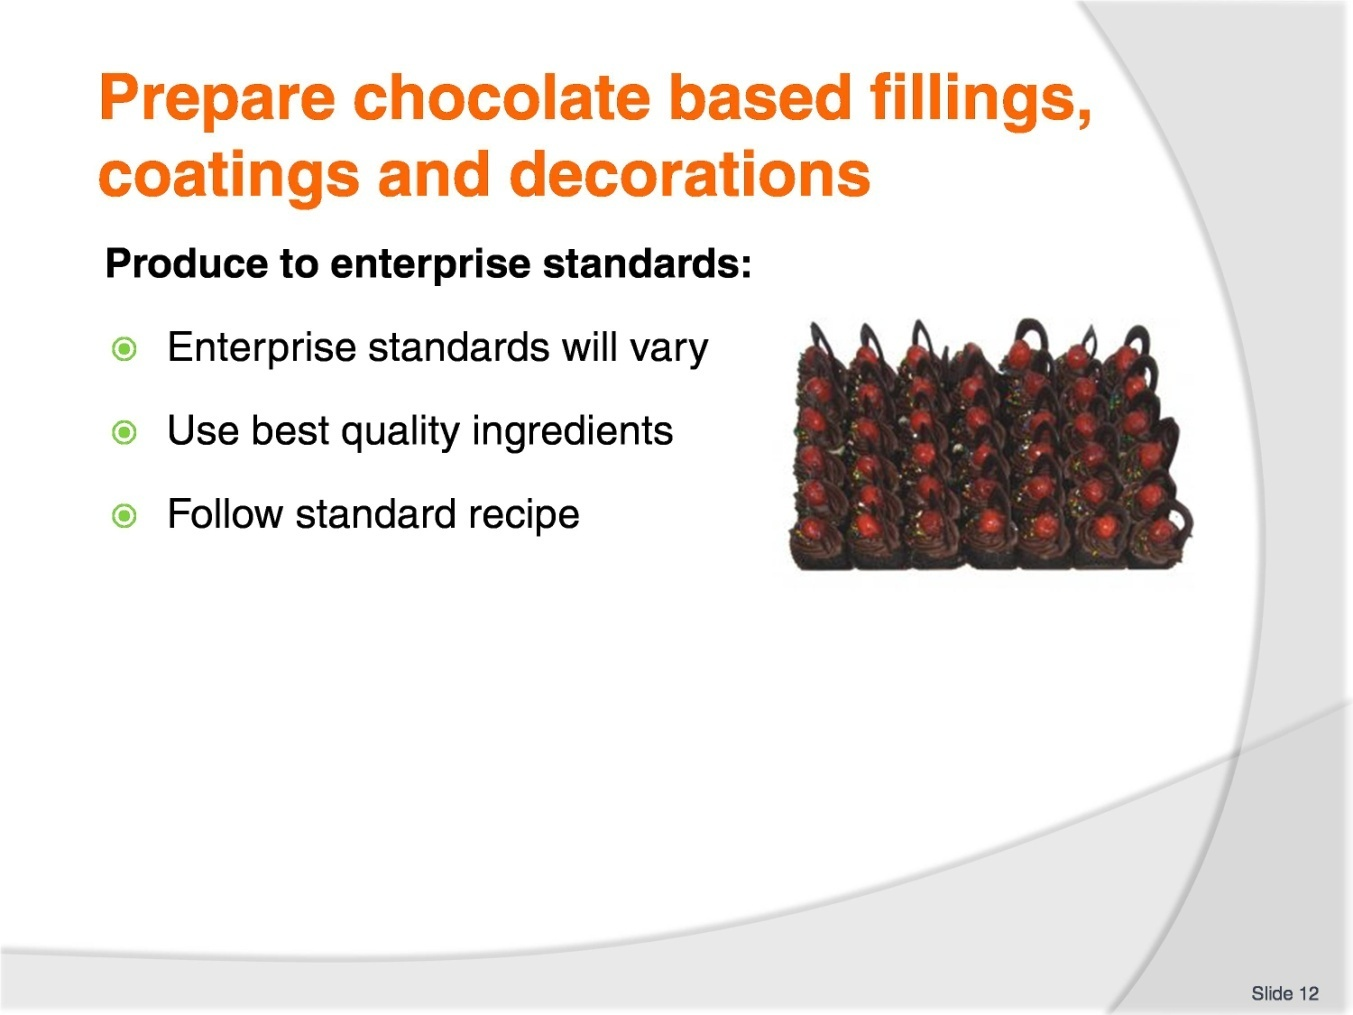 Prepare chocolate based fillings,
coatings and decorations
Produce to enterprise standards:
Enterprise standards will vary
Use best quality ingredients
Follow standard recipe
Slide 12